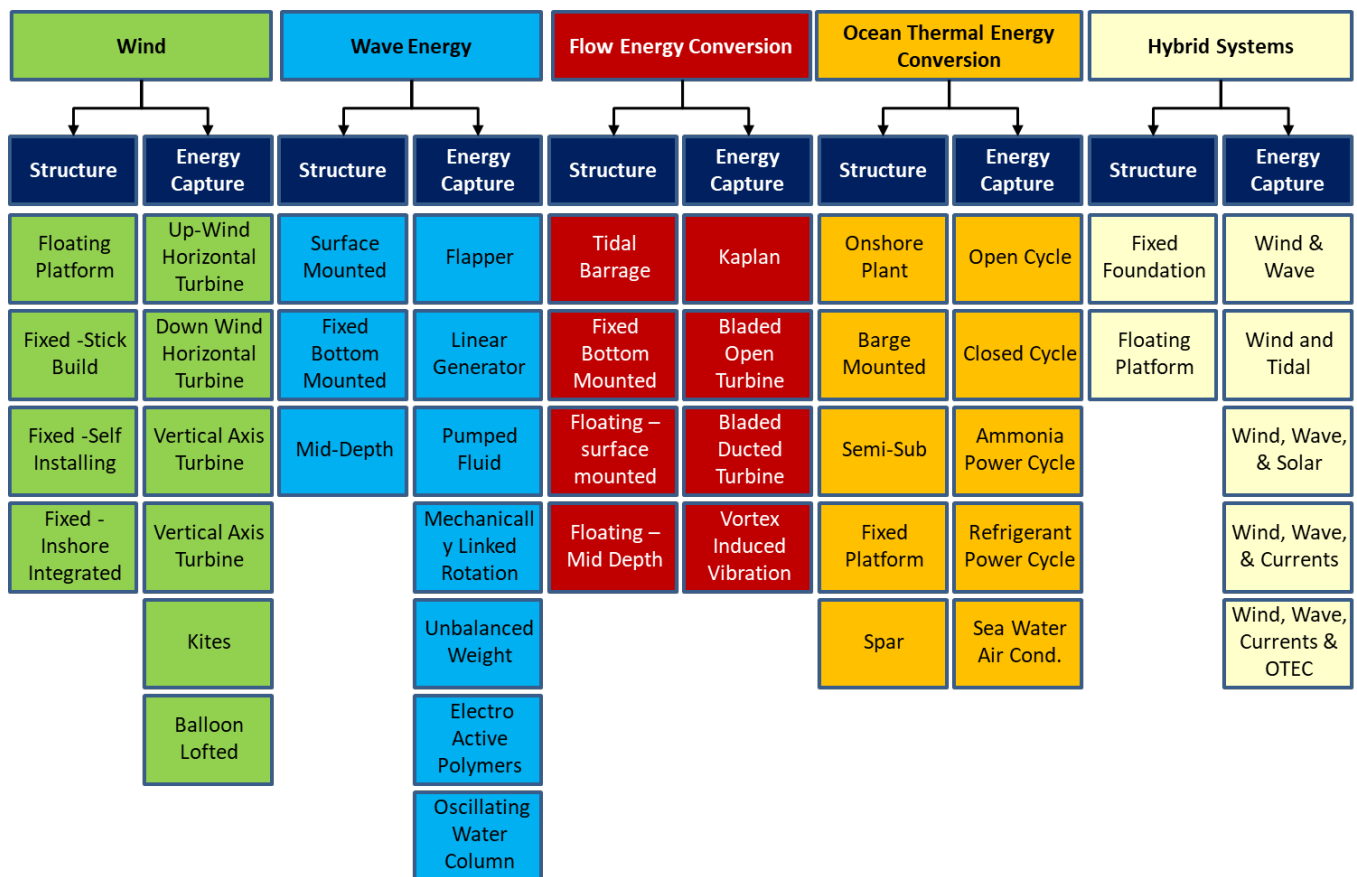 Wind
Wave Energy
Flow Energy Conversion
Ocean Thermal Energy
Conversion
Hybrid Systems
Structure
Energy
Capture
Structure
Energy
Capture
Structure
Energy
Capture
Structure
Energy
Capture
Structure
Energy
Capture
Floating
Platform
Up-Wind
Horizontal
Turbine
Surface
Mounted
Flapper
Tidal
Barrage
Kaplan
Onshore
Plant
Open Cycle
Fixed
Foundation
Wind &
Wave
Fixed -Stick
Build
Down Wind
Horizontal
Turbine
Fixed
Bottom
Mounted
Linear
Generator
Fixed
Bottom
Mounted
Bladed
Open
Turbine
Barge
Mounted
Closed Cycle
Floating
Platform
Wind and
Tidal
Fixed -Self
Installing
Vertical Axis
Turbine
Mid-Depth
Pumped
Fluid
Floating –
surface
mounted
Bladed
Ducted
Turbine
Semi-Sub
Ammonia
Power Cycle
Wind, Wave,
& Solar
Fixed -
Inshore
Integrated
Vertical Axis
Turbine
Mechanicall
y Linked
Rotation
Floating –
Mid Depth
Vortex
Induced
Vibration
Fixed
Platform
Refrigerant
Power Cycle
Wind, Wave,
& Currents
Kites
Unbalanced
Weight
Spar
Sea Water
Air Cond.
Wind, Wave,
Currents &
OTEC
Balloon
Lofted
Electro
Active
Polymers
Oscillating
Water
Column